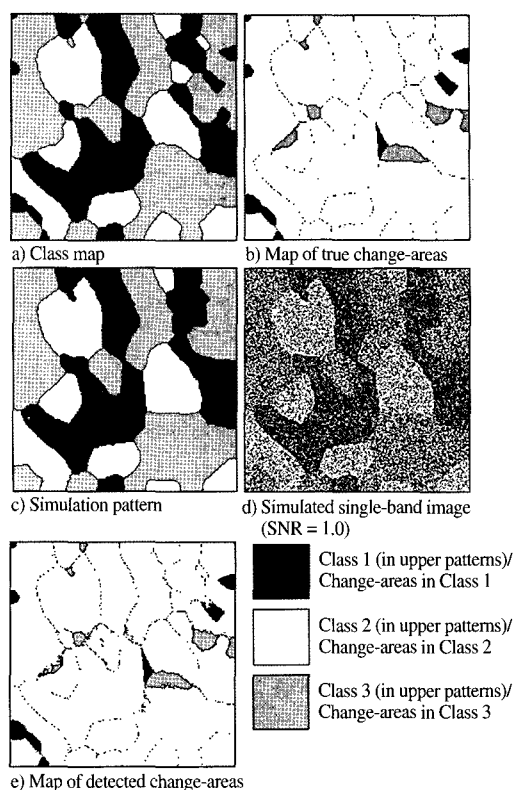 a) Class map
b) Map of true change-areas
c) Simulation pattern
d) Simulated single-band image
(SNR = 1.0)
Class 1 (in upper patterns)/
Change-areas in Class 1
Class 2 (in upper patterns)/
Change-areas in Class 2
Class 3 (in upper patterns)/
Change-areas in Class 3
e) Map of detected change-areas